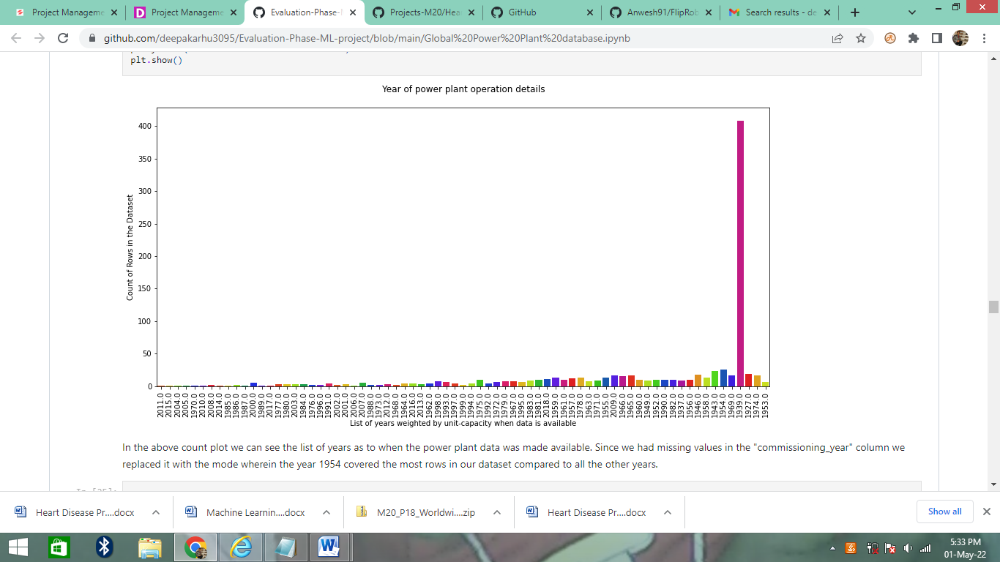 Project Manageme
Project Manageme
Evaluation-Phase-
Projects-M20/Hea
GitHub
Anwesh91/FlipRob
Search results - de
github.com/deepakarhu3095/Evaluation-Phase-ML-project/blob/main/Global%20Power%20Plant%20database.ipynb
plt.show()
Year of power plant operation details
Count of Rows in the Dataset
400
350
300
250
200
150
100
50
0
2011.0 2015.0 2004.0 2005.0 1970.0 2010.0 2008.0 2014.0 1985.0 1986.0 1987.0 2000.0 1989.0 2017.0 1977.0 1980.0 2003.0 1984.0 1976.0 1996.0 1991.0 2002.0 2001.0 2006.0 2007.0 1988.0 1973.0 2012.0 1968.0 1964.0 2016.0 2013.0 1962.0 1998.0 1993.0 1997.0 1999.0 1994.0 1975.0 1992.0 1972.0 1979.0 1967.0 1995.0 1983.0 1981.0 2018.0 1959.0 1961.0 1957.0 1978.0 1963.0 1971.0 1955.0 2009.0 1966.0 1965.0 1960.0 1949.0 1952.0 1990.0 1982.0 1937.0 1956.0 1946.0 1958.0 1943.0 1954.0 1969.0 1939.0 1927.0 1974.0 1953.0
List of years weighted by unit-capacity when data is available
In the above count plot we can see the list of years as to when the power plant data was made available. Since we had missing values in the "commissioning_year" column we
replaced it with the mode wherein the year 1954 covered the most rows in our dataset compared to all the other years.
Heart Disease Pr....docx
Machine Learnin....docx
M20_P18_Worldwi....zip
Heart Disease Pr....docx
Show all
5:33 PM
01-May-22